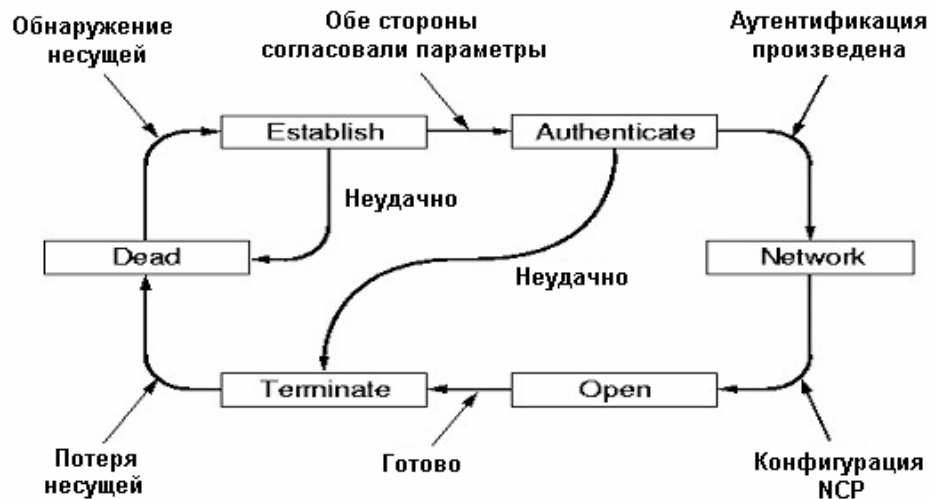 Обнаружение
несущей
Обе стороны
согласовали параметры
Аутентификация
произведена
Establish
Authenticate
Неудачно
Dead
Неудачно
Network
Terminate
Open
Потеря
несущей
Готово
Конфигурация
NCP